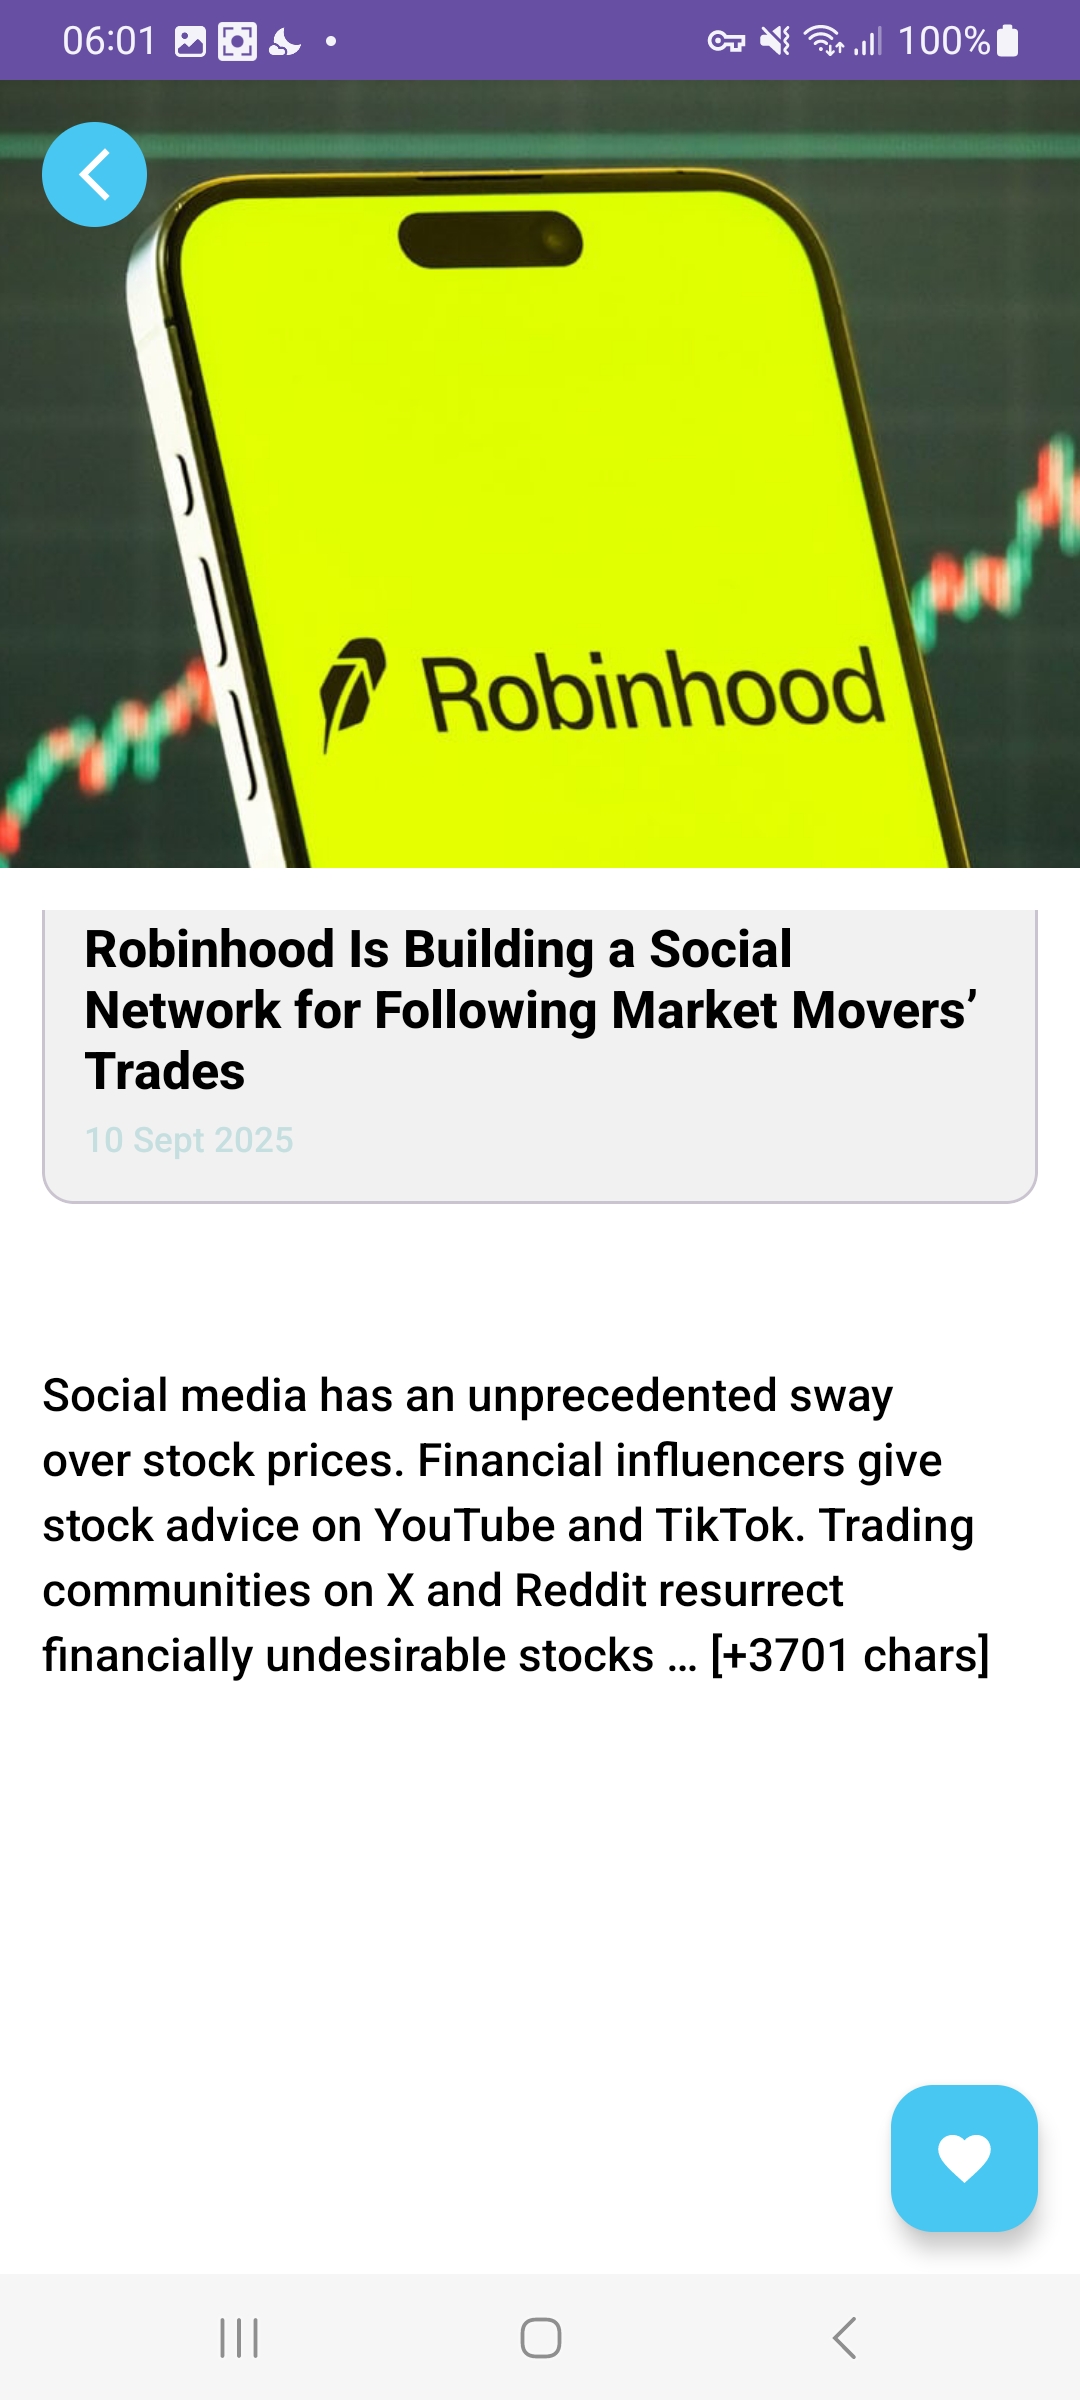 06:01
100%
Robinhood
Robinhood Is Building a Social
Network for Following Market Movers’
Trades
10 Sept 2025
Social media has an unprecedented sway
over stock prices. Financial influencers give
stock advice on YouTube and TikTok. Trading
communities on X and Reddit resurrect
financially undesirable stocks … [+3701 chars]